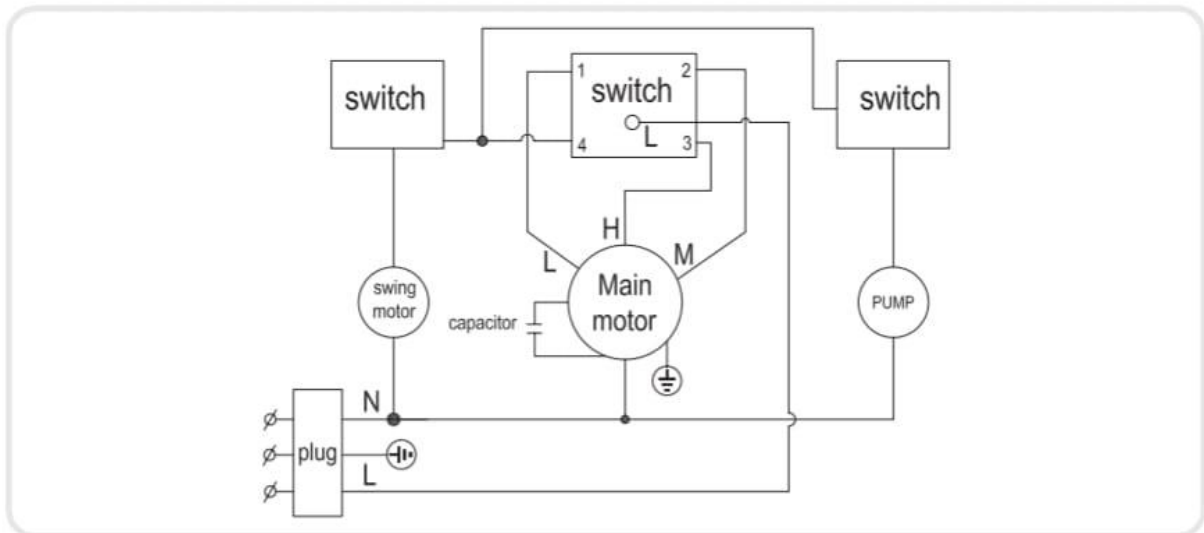 switch
1
2
switch
L
4
3
switch
H
L
M
swing
motor
Main
motor
capacitor
PUMP
N
plug
L